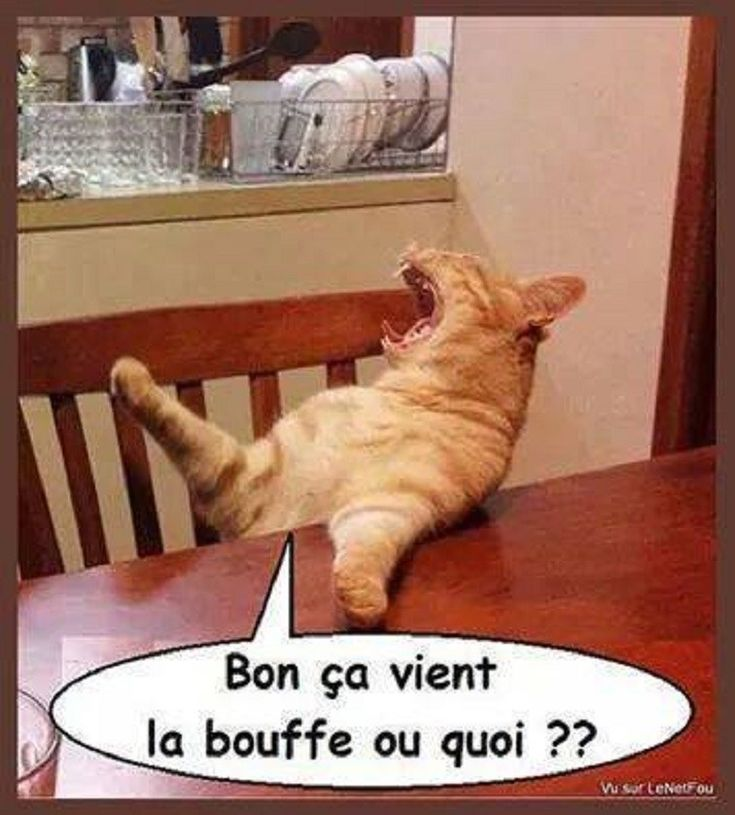 Bon ça vient
la bouffe ou quoi ??
Vu sur LeNetFou